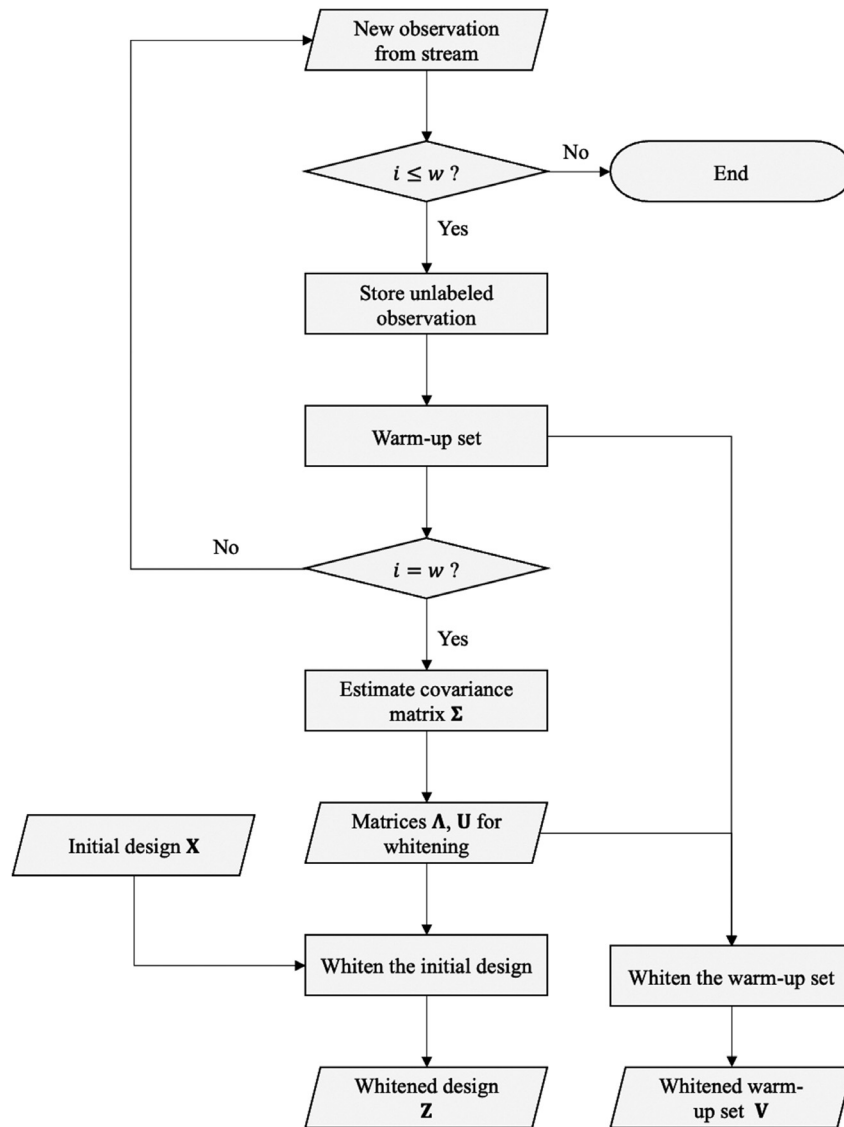 New observation
from stream
i ≤ w ?
No
End
Yes
Store unlabeled
observation
Warm-up set
No
i = w ?
Yes
Estimate covariance
matrix Σ
Initial design X
Matrices Λ, U for
whitening
Whiten the initial design
Whiten the warm-up set
Whitened design
Z
Whitened warm-
up set V